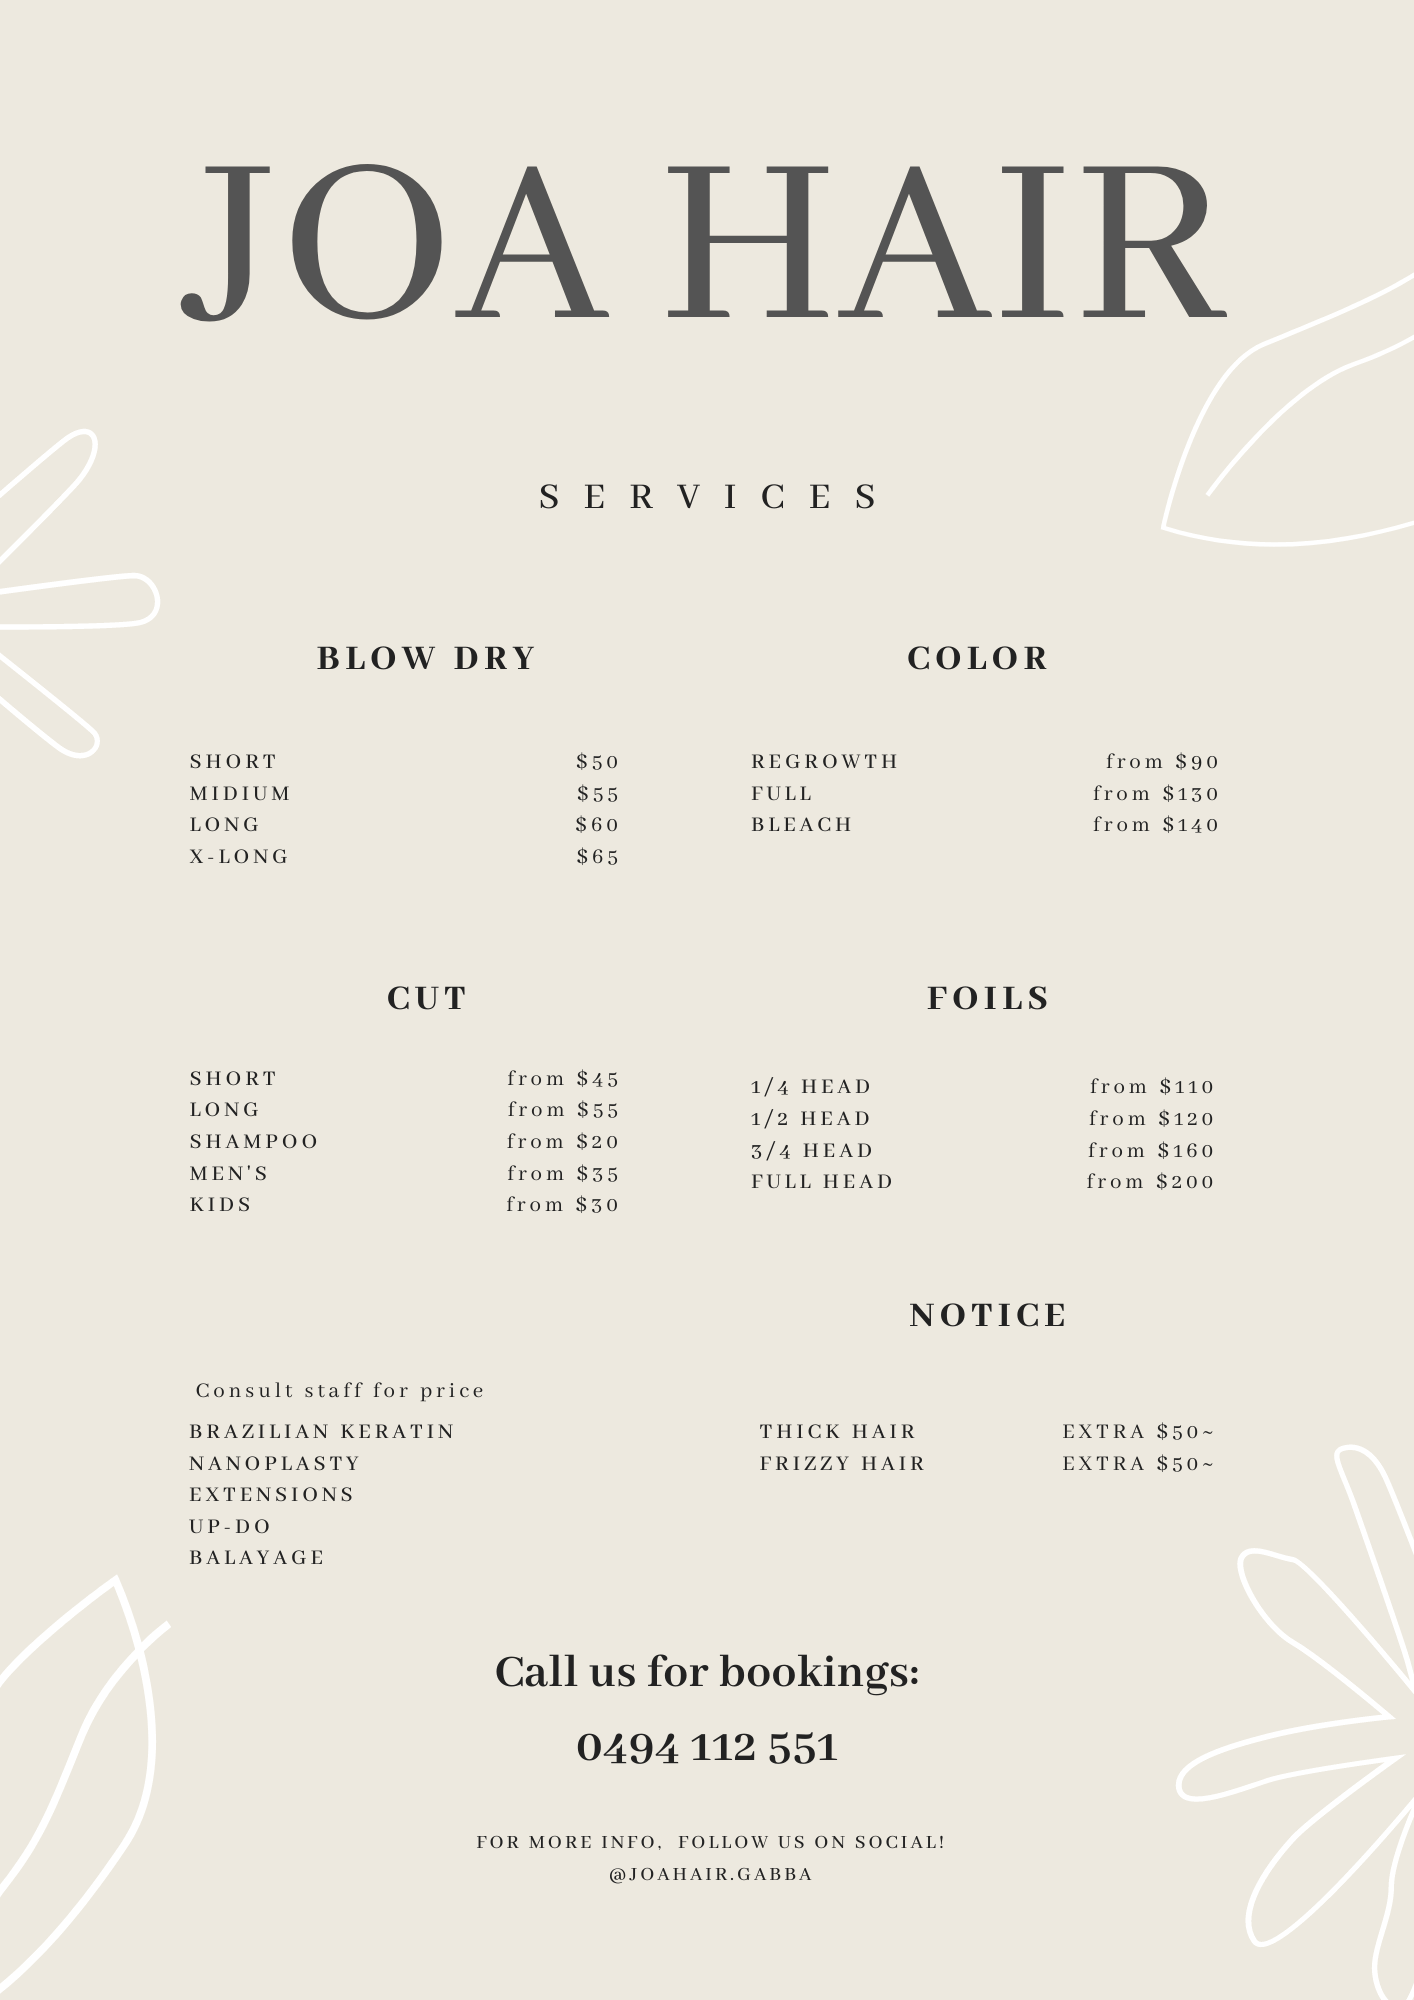 JOA HAIR
SERVICES
BLOW DRY
SHORT $50
MIDIUM $55
LONG $60
X-LONG $65
COLOR
REGROWTH from $90
FULL from $130
BLEACH from $140
CUT
SHORT from $45
LONG from $55
SHAMPOO from $20
MEN'S from $35
KIDS from $30
FOILS
1/4 HEAD from $110
1/2 HEAD from $120
3/4 HEAD from $160
FULL HEAD from $200
Consult staff for price
BRAZILIAN KERATIN
NANOPLASTY
EXTENSIONS
UP-DO
BALAYAGE
NOTICE
THICK HAIR EXTRA $50~
FRIZZY HAIR EXTRA $50~
Call us for bookings:
0494 112 551
FOR MORE INFO, FOLLOW US ON SOCIAL!
@JOAHAIR.GABBA